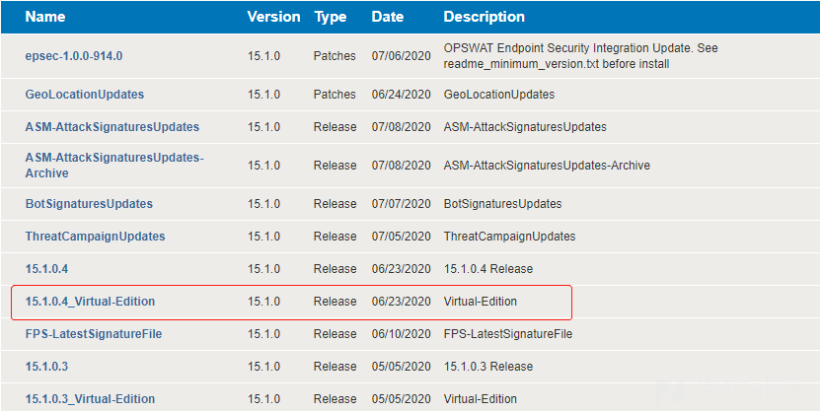 Name Version Type Date Description
epsec-1.0.0-914.0 15.1.0 Patches 07/06/2020 OPSWAT Endpoint Security Integration Update. See
readme_minimum_version.txt before install
GeoLocationUpdates 15.1.0 Patches 06/24/2020 GeoLocationUpdates
ASM-AttackSignaturesUpdates 15.1.0 Release 07/08/2020 ASM-AttackSignaturesUpdates
ASM-AttackSignaturesUpdates-
Archive 15.1.0 Release 07/08/2020 ASM-AttackSignaturesUpdates-Archive
BotSignaturesUpdates 15.1.0 Release 07/07/2020 BotSignaturesUpdates
ThreatCampaignUpdates 15.1.0 Release 07/05/2020 ThreatCampaignUpdates
15.1.0.4 15.1.0 Release 06/23/2020 15.1.0.4 Release
15.1.0.4_Virtual-Edition 15.1.0 Release 06/23/2020 Virtual-Edition
FPS-LatestSignatureFile 15.1.0 Release 06/10/2020 FPS-LatestSignatureFile
15.1.0.3 15.1.0 Release 05/05/2020 15.1.0.3 Release
15.1.0.3_Virtual-Edition 15.1.0 Release 05/05/2020 Virtual-Edition